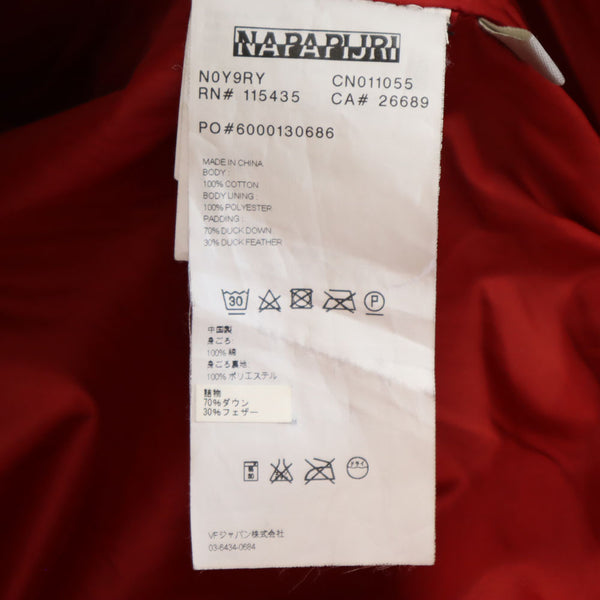 NAPAPIJRI
N0Y9RY CN011055
RN# 115435 CA# 26689
PO#6000130686
MADE IN CHINA
BODY :
100% COTTON
BODY LINING :
100% POLYESTER
PADDING :
70% DUCK DOWN
30% DUCK FEATHER
30 P
中国製
身ごろ:
100% 綿
身ごろ裏地:
100% ポリエステル
詰物
70%ダウン
30%フェザー
ドライ
VFジャパン株式会社
03-6434-0684